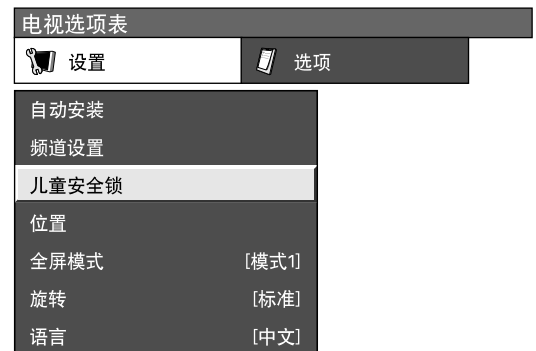 电视选项表
设置 选项
自动安装
频道设置
儿童安全锁
位置
全屏模式 [模式1]
旋转 [标准]
语言 [中文]